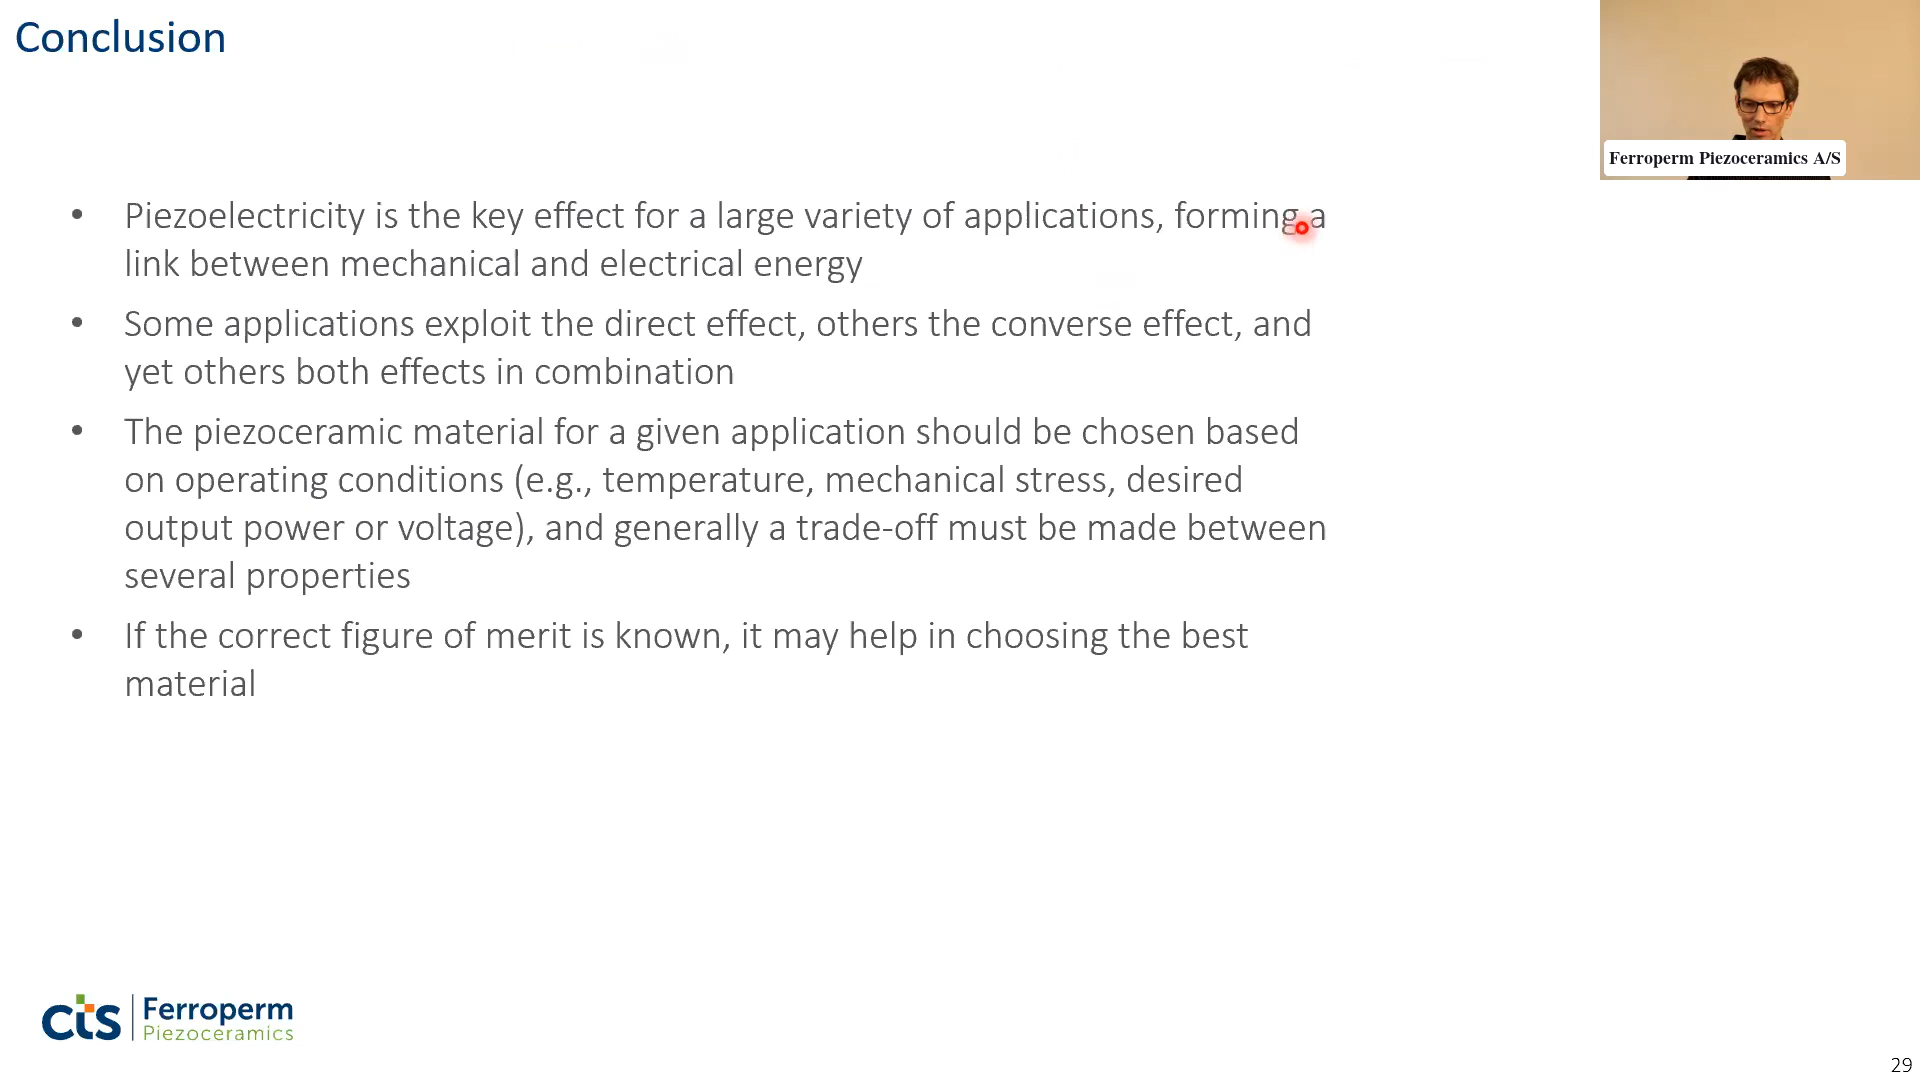 Conclusion
Ferroperm Piezoceramics A/S
• Piezoelectricity is the key effect for a large variety of applications, forming a
link between mechanical and electrical energy
• Some applications exploit the direct effect, others the converse effect, and
yet others both effects in combination
• The piezoceramic material for a given application should be chosen based
on operating conditions (e.g., temperature, mechanical stress, desired
output power or voltage), and generally a trade-off must be made between
several properties
• If the correct figure of merit is known, it may help in choosing the best
material
cts Ferroperm
Piezoceramics
29